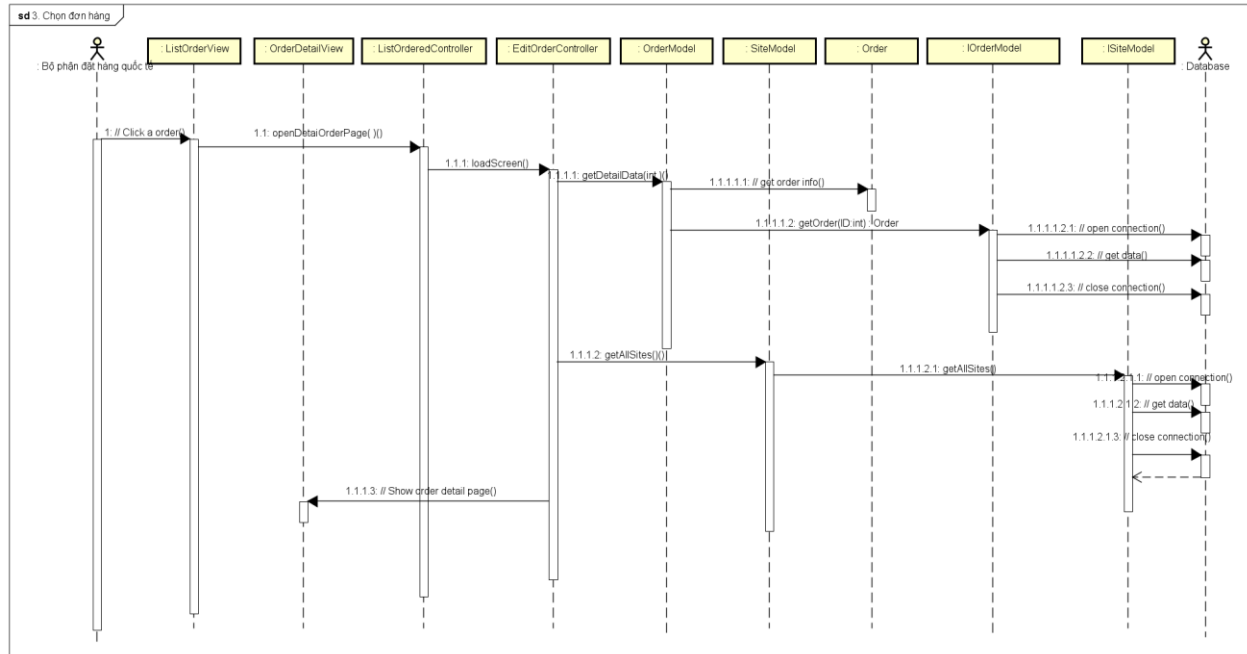 sd 3. Chọn đơn hàng
: Bộ phận đặt hàng quốc tế
: ListOrderView
: OrderDetailView
: ListOrderedController
: EditOrderController
: OrderModel
: SiteModel
: Order
: IOrderModel
: ISiteModel
: Database
1: // Click a order()
1.1: openDetaiOrderPage( )()
1.1.1: loadScreen()
1.1.1.1: getDetailData(int )()
1.1.1.1.1: // get order info()
1.1.1.1.2: getOrder(ID:int) : Order
1.1.1.1.2.1: // open connection()
1.1.1.1.2.2: // get data()
1.1.1.1.2.3: // close connection()
1.1.1.2: getAllSites()()
1.1.1.2.1: getAllSites()
1.1.1.2.1.1: // open connection()
1.1.1.2.1.2: // get data()
1.1.1.2.1.3: // close connection()
1.1.1.3: // Show order detail page()